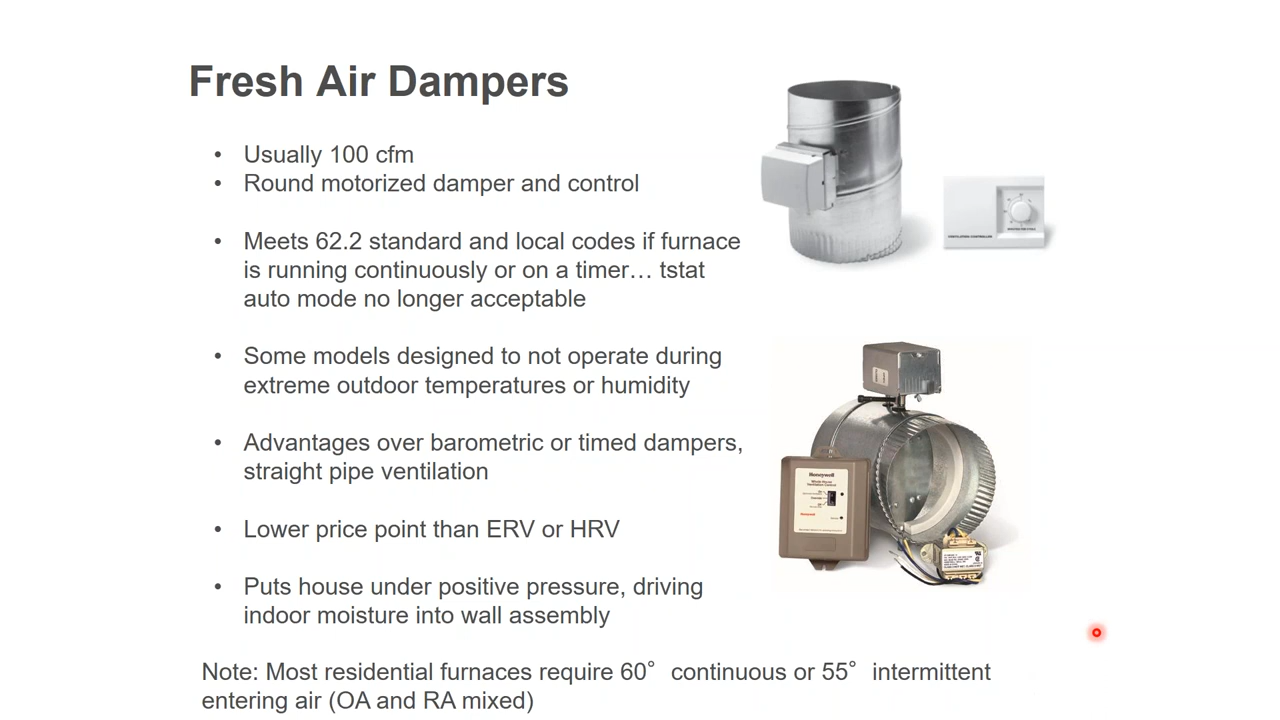 Fresh Air Dampers
• Usually 100 cfm
• Round motorized damper and control
• Meets 62.2 standard and local codes if furnace
is running continuously or on a timer… tstat
auto mode no longer acceptable
• Some models designed to not operate during
extreme outdoor temperatures or humidity
• Advantages over barometric or timed dampers,
straight pipe ventilation
• Lower price point than ERV or HRV
• Puts house under positive pressure, driving
indoor moisture into wall assembly
Note: Most residential furnaces require 60° continuous or 55° intermittent
entering air (OA and RA mixed)
VENTILATION CONTROLLER
Honeywell